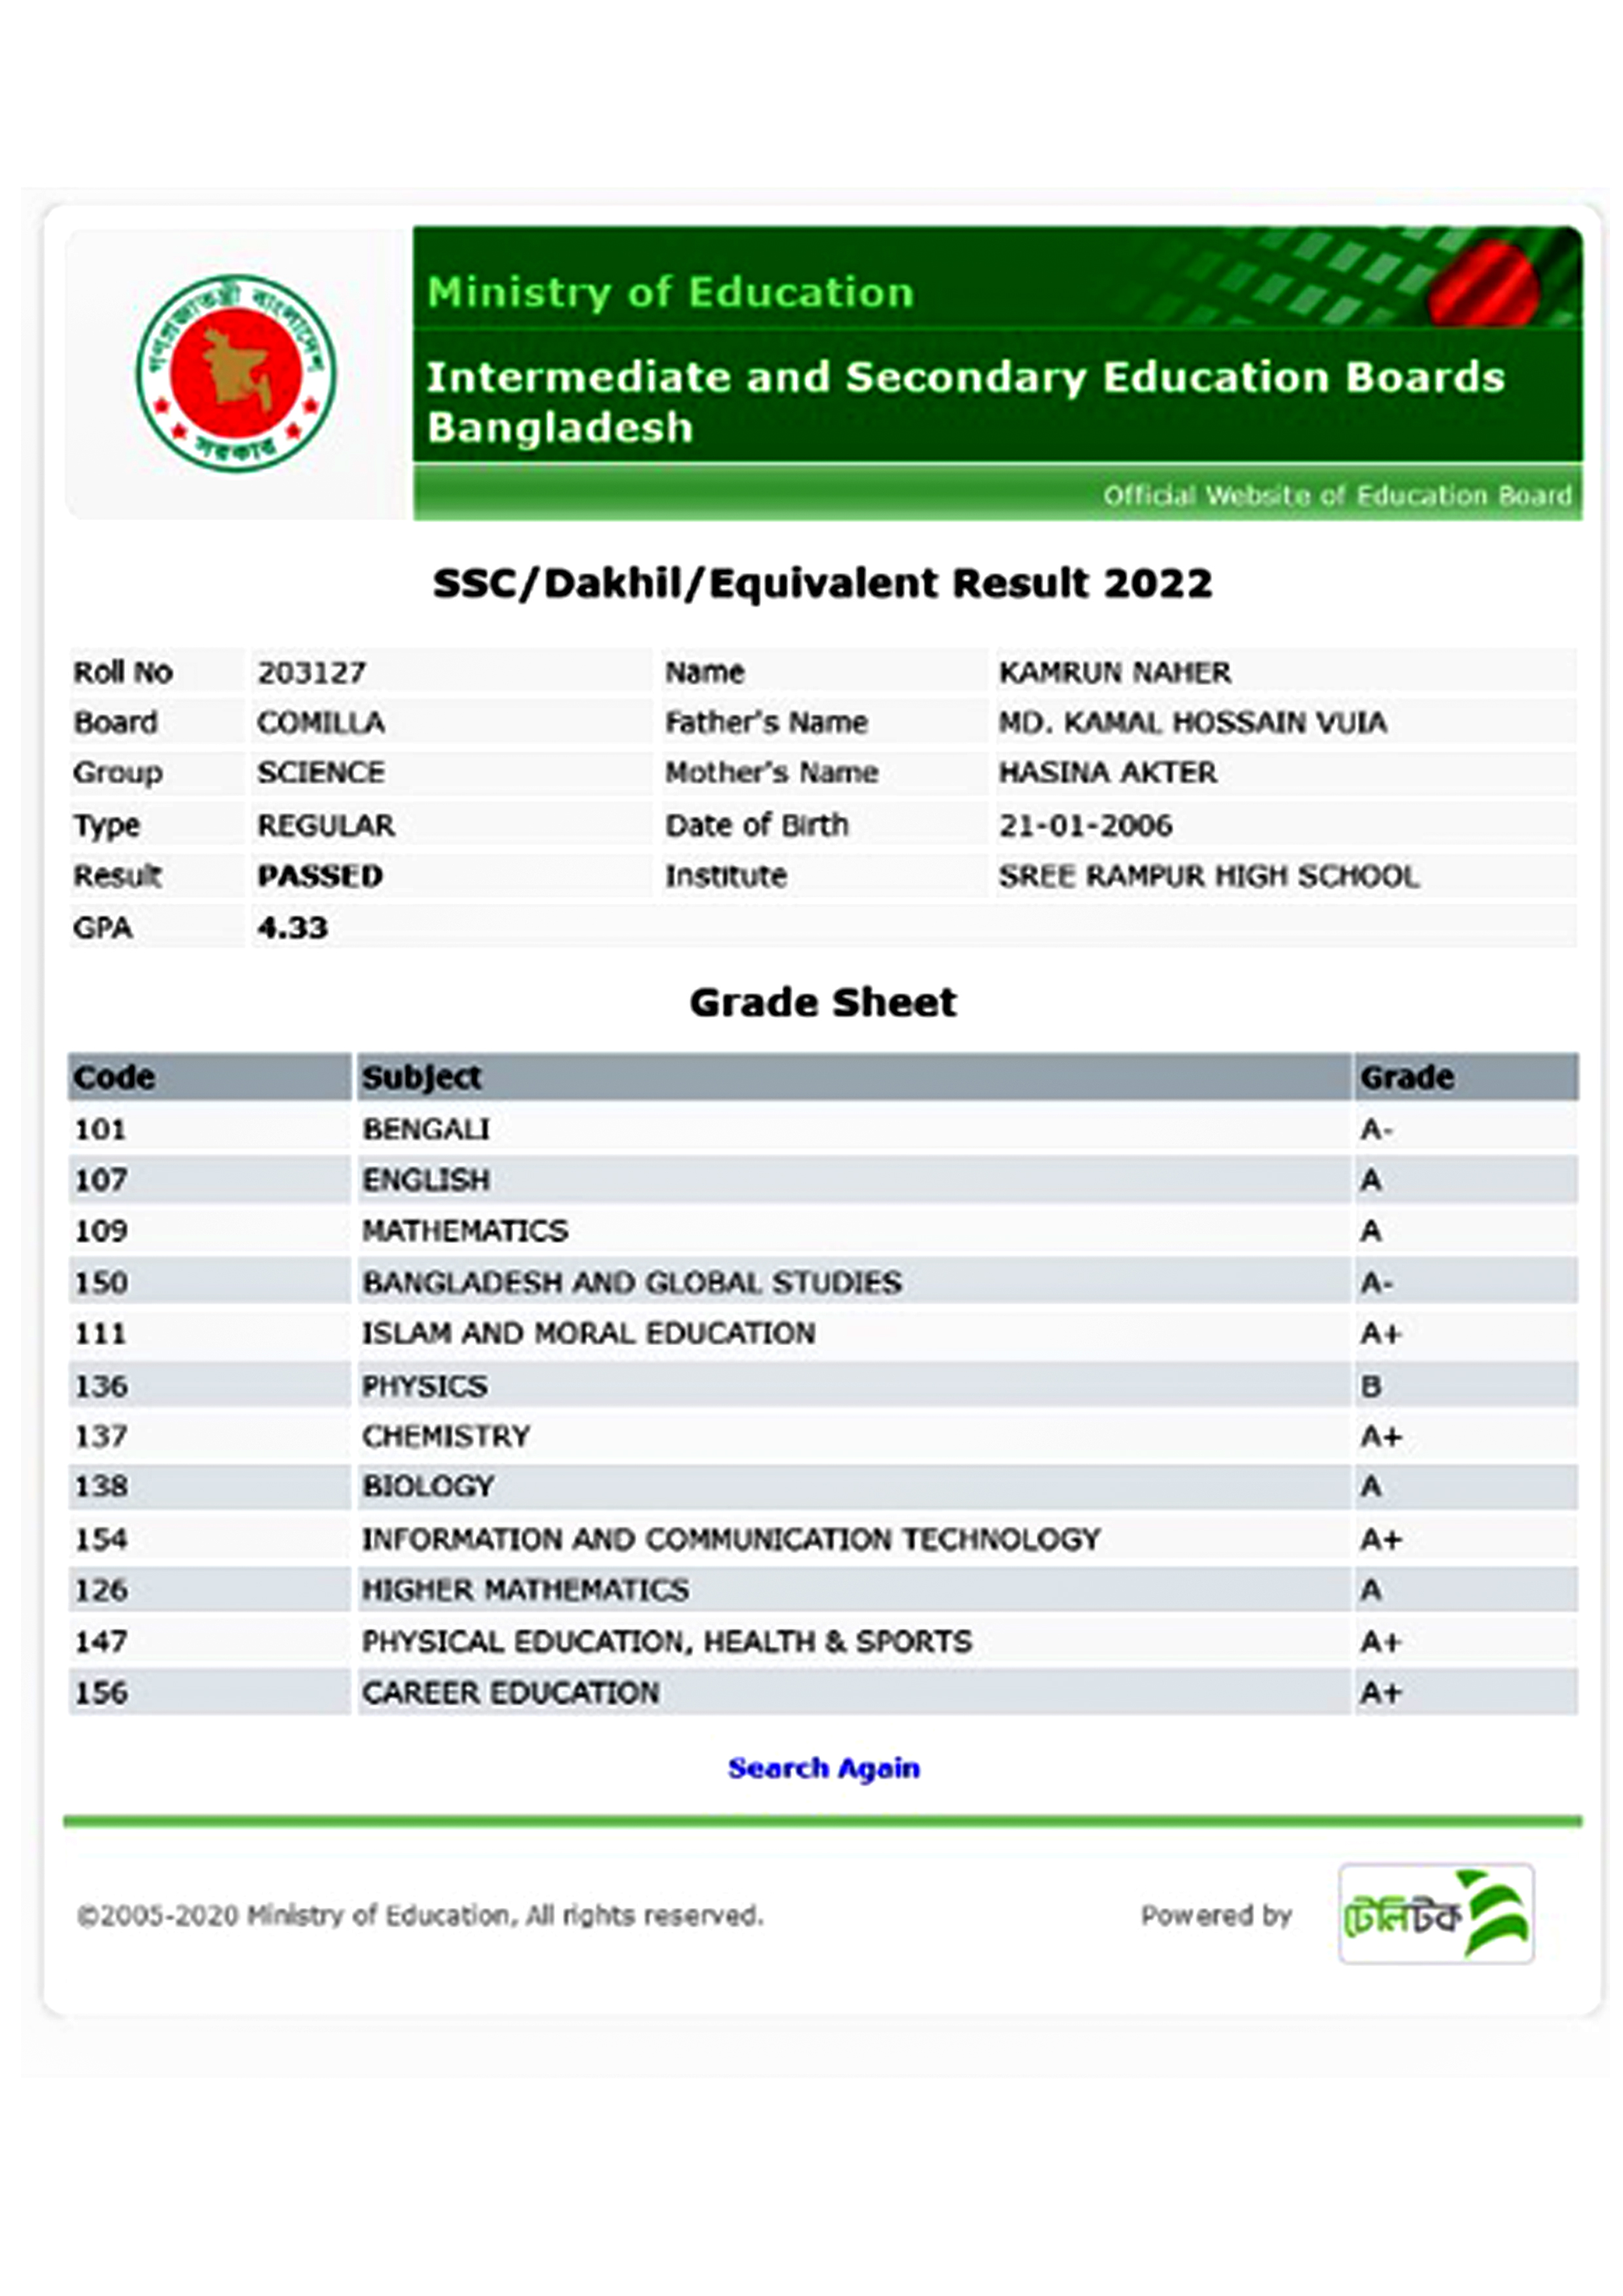 গণপ্রজাতন্ত্রী বাংলাদেশ
সরকার
Ministry of Education
Intermediate and Secondary Education Boards
Bangladesh
Official Website of Education Board
SSC/Dakhil/Equivalent Result 2022
Roll No 203127 Name KAMRUN NAHER
Board COMILLA Father's Name MD. KAMAL HOSSAIN VUIA
Group SCIENCE Mother's Name HASINA AKTER
Type REGULAR Date of Birth 21-01-2006
Result PASSED Institute SREE RAMPUR HIGH SCHOOL
GPA 4.33
Grade Sheet
Code Subject Grade
101 BENGALI A-
107 ENGLISH A
109 MATHEMATICS A
150 BANGLADESH AND GLOBAL STUDIES A-
111 ISLAM AND MORAL EDUCATION A+
136 PHYSICS B
137 CHEMISTRY A+
138 BIOLOGY A
154 INFORMATION AND COMMUNICATION TECHNOLOGY A+
126 HIGHER MATHEMATICS A
147 PHYSICAL EDUCATION, HEALTH & SPORTS A+
156 CAREER EDUCATION A+
Search Again
©2005-2020 Ministry of Education, All rights reserved. Powered by টেলিটক